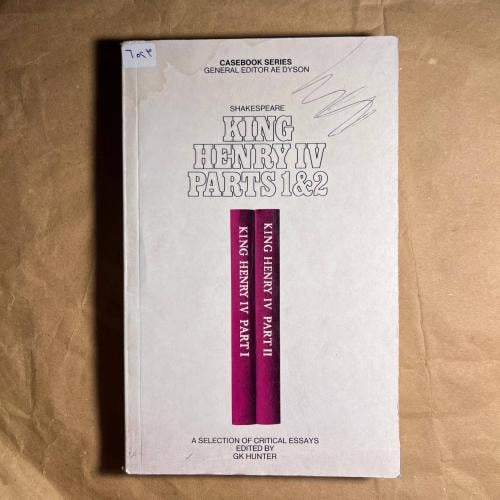 CASEBOOK SERIES
GENERAL EDITOR AE DYSON
SHAKESPEARE
KING
HENRY IV
PARTS 1&2
KING HENRY IV PART I
KING HENRY IV PART II
A SELECTION OF CRITICAL ESSAYS
EDITED BY
GK HUNTER